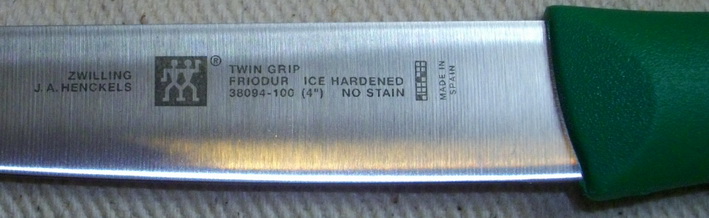 ZWILLING
J. A. HENCKELS
®
TWIN GRIP
FRIODUR ICE HARDENED
38094-100 (4") NO STAIN
MADE IN
SPAIN